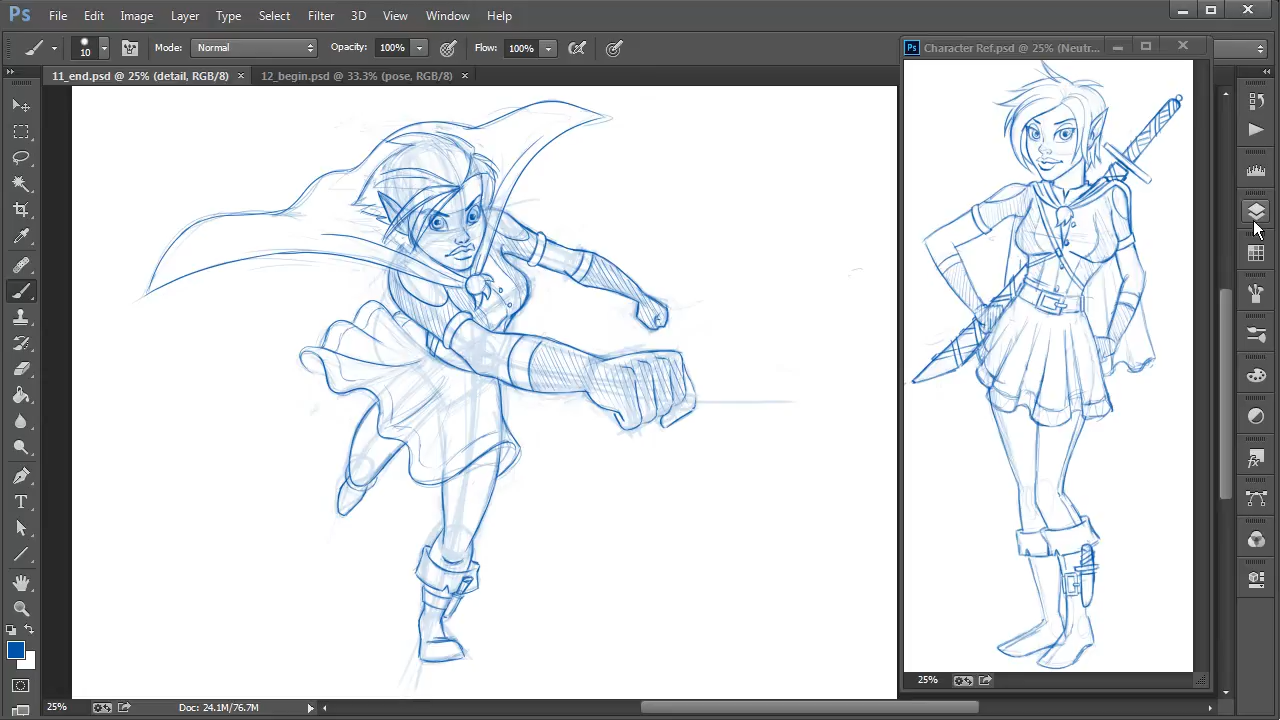 Ps File Edit Image Layer Type Select Filter 3D View Window Help
10 Mode: Normal Opacity: 100% Flow: 100%
Ps Character Ref.psd @ 25% (Neutr...
11_end.psd @ 25% (detail, RGB/8) × 12_begin.psd @ 33.3% (pose, RGB/8) ×
25%
25% Doc: 24.1M/76.7M